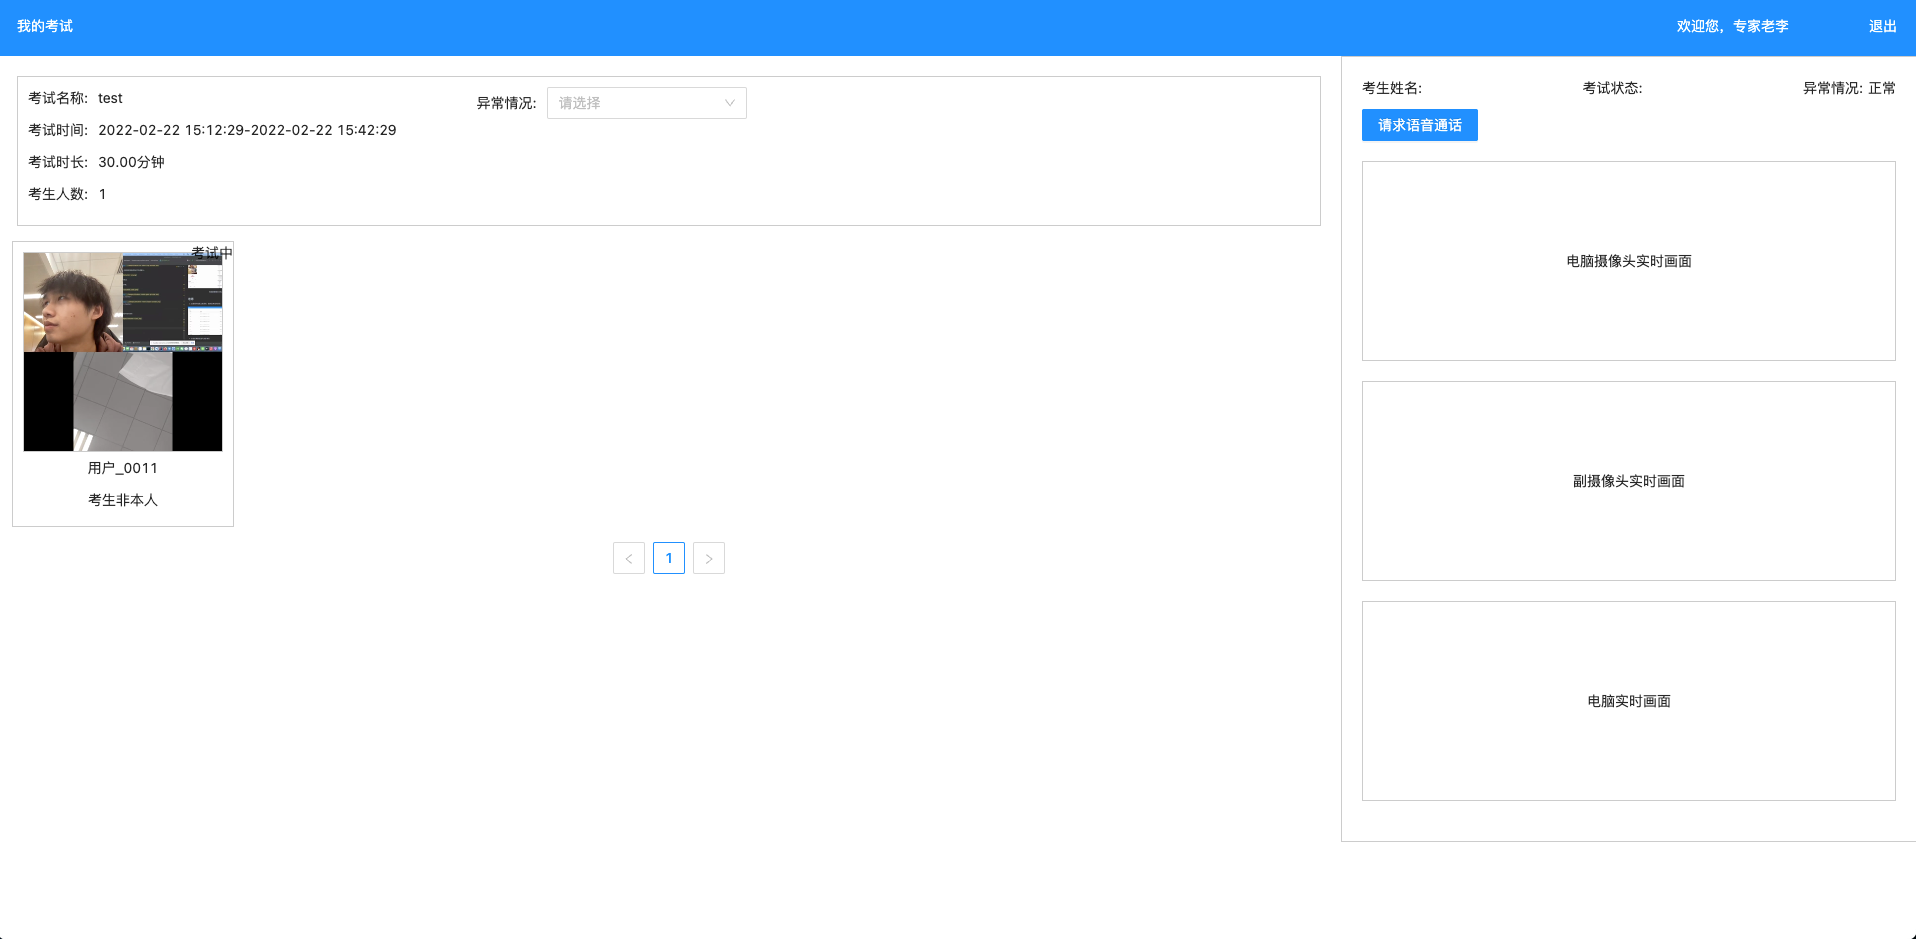 我的考试
欢迎您，专家老李
退出
考试名称: test
异常情况: 请选择
考试时间: 2022-02-22 15:12:29-2022-02-22 15:42:29
考试时长: 30.00分钟
考生人数: 1
考试中
用户_0011
考生非本人
1
考生姓名:
考试状态:
异常情况: 正常
请求语音通话
电脑摄像头实时画面
副摄像头实时画面
电脑实时画面